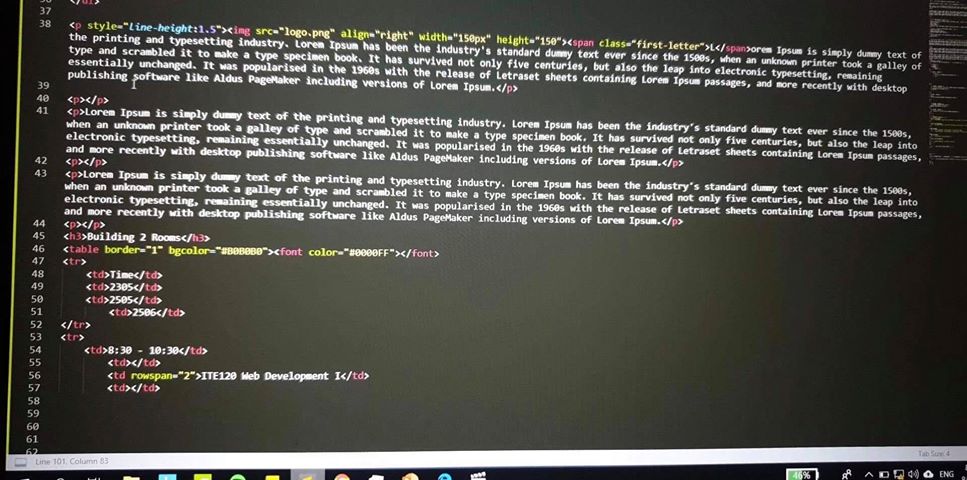 37
38 <p style="line-height:1.5"><img src="logo.png" align="right" width="150px" height="150"><span class="first-letter">L</span>orem Ipsum is simply dummy text of
the printing and typesetting industry. Lorem Ipsum has been the industry's standard dummy text ever since the 1500s, when an unknown printer took a galley of
type and scrambled it to make a type specimen book. It has survived not only five centuries, but also the leap into electronic typesetting, remaining
essentially unchanged. It was popularised in the 1960s with the release of Letraset sheets containing Lorem Ipsum passages, and more recently with desktop
publishing software like Aldus PageMaker including versions of Lorem Ipsum.</p>
39
40 <p></p>
41 <p>Lorem Ipsum is simply dummy text of the printing and typesetting industry. Lorem Ipsum has been the industry's standard dummy text ever since the 1500s,
when an unknown printer took a galley of type and scrambled it to make a type specimen book. It has survived not only five centuries, but also the leap into
electronic typesetting, remaining essentially unchanged. It was popularised in the 1960s with the release of Letraset sheets containing Lorem Ipsum passages,
and more recently with desktop publishing software like Aldus PageMaker including versions of Lorem Ipsum.</p>
42 <p></p>
43 <p>Lorem Ipsum is simply dummy text of the printing and typesetting industry. Lorem Ipsum has been the industry's standard dummy text ever since the 1500s,
when an unknown printer took a galley of type and scrambled it to make a type specimen book. It has survived not only five centuries, but also the leap into
electronic typesetting, remaining essentially unchanged. It was popularised in the 1960s with the release of Letraset sheets containing Lorem Ipsum passages,
and more recently with desktop publishing software like Aldus PageMaker including versions of Lorem Ipsum.</p>
44 <p></p>
45 <h3>Building 2 Rooms</h3>
46 <table border="1" bgcolor="#B0B0B0"><font color="#0000FF"></font>
47 <tr>
48 <td>Time</td>
49 <td>2305</td>
50 <td>2505</td>
51 <td>2506</td>
52 </tr>
53 <tr>
54 <td>8:30 - 10:30</td>
55 <td></td>
56 <td rowspan="2">ITE120 Web Development I</td>
57 <td></td>
58
59
60
61
62
Line 101, Column 83
Tab Size: 4
46%
ENG